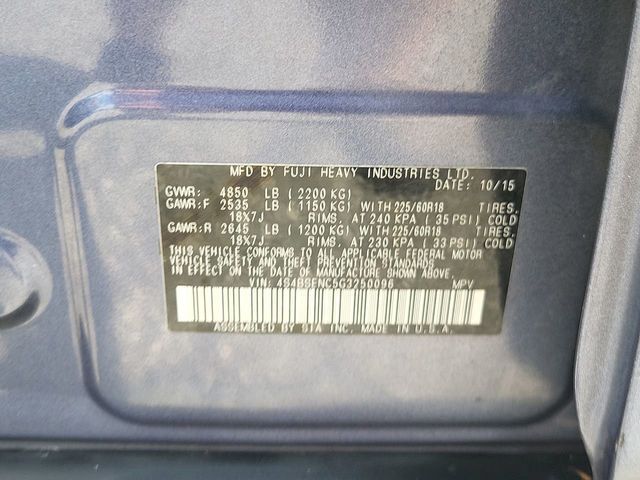 MFD BY FUJI HEAVY INDUSTRIES LTD.
DATE: 10/15
GVWR: 4850 LB ( 2200 KG)
GAWR:F 2535 LB ( 1150 KG) WITH 225/60R18 TIRES.
18X7J RIMS. AT 240 KPA ( 35 PSI) COLD
GAWR:R 2645 LB ( 1200 KG) WITH 225/60R18 TIRES.
18X7J RIMS. AT 230 KPA ( 33 PSI) COLD
THIS VEHICLE CONFORMS TO ALL APPLICABLE FEDERAL MOTOR
VEHICLE SAFETY AND THEFT PREVENTION STANDARDS
IN EFFECT ON THE DATE OF MANUFACTURE SHOWN ABOVE.
VIN: 4S4BSENC5G3250096 MPV
ASSEMBLED BY SIA INC. MADE IN U.S.A.